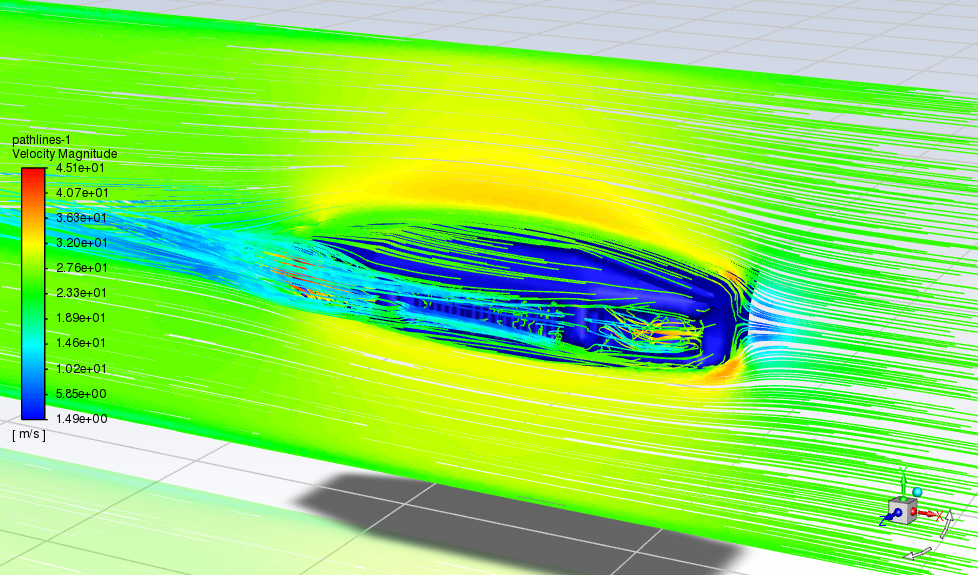 pathlines-1
Velocity Magnitude
4.51e+01
4.07e+01
3.63e+01
3.20e+01
2.76e+01
2.33e+01
1.89e+01
1.46e+01
1.02e+01
5.85e+00
1.49e+00
[ m/s ]
Y
X
Z